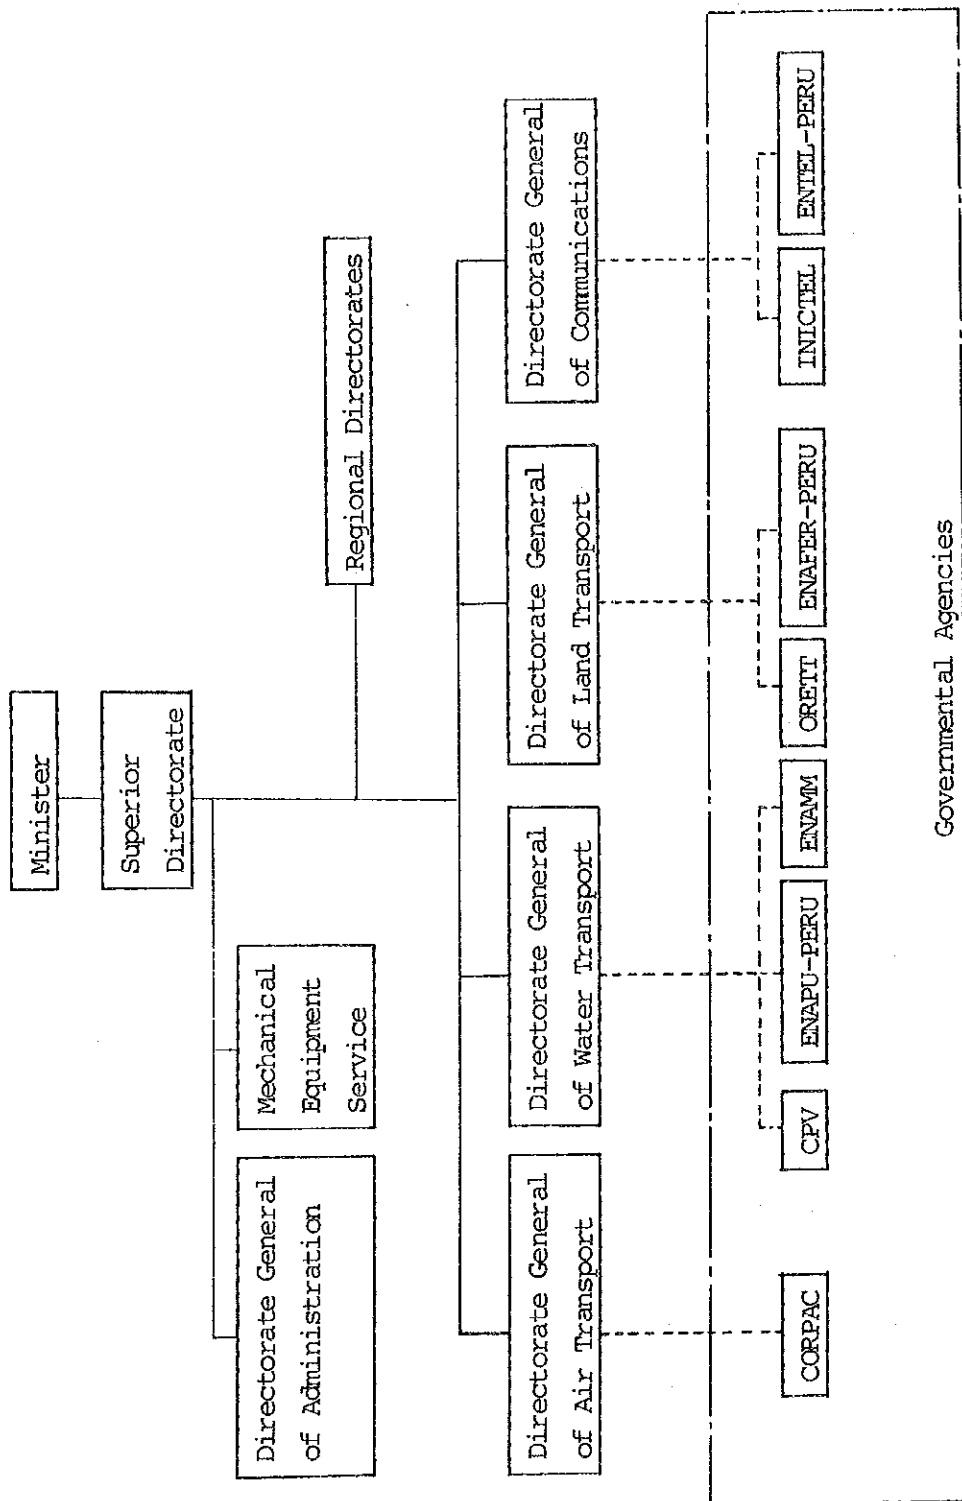 Minister
Superior
Directorate
Directorate General
of Administration
Mechanical
Equipment
Service
Regional Directorates
Directorate General
of Air Transport
Directorate General
of Water Transport
Directorate General
of Land Transport
Directorate General
of Communications
CORPAC
CPV
ENAPU-PERU
ENAMM
ORETT
ENAFER-PERU
INICTEL
ENTEL-PERU
Governmental Agencies